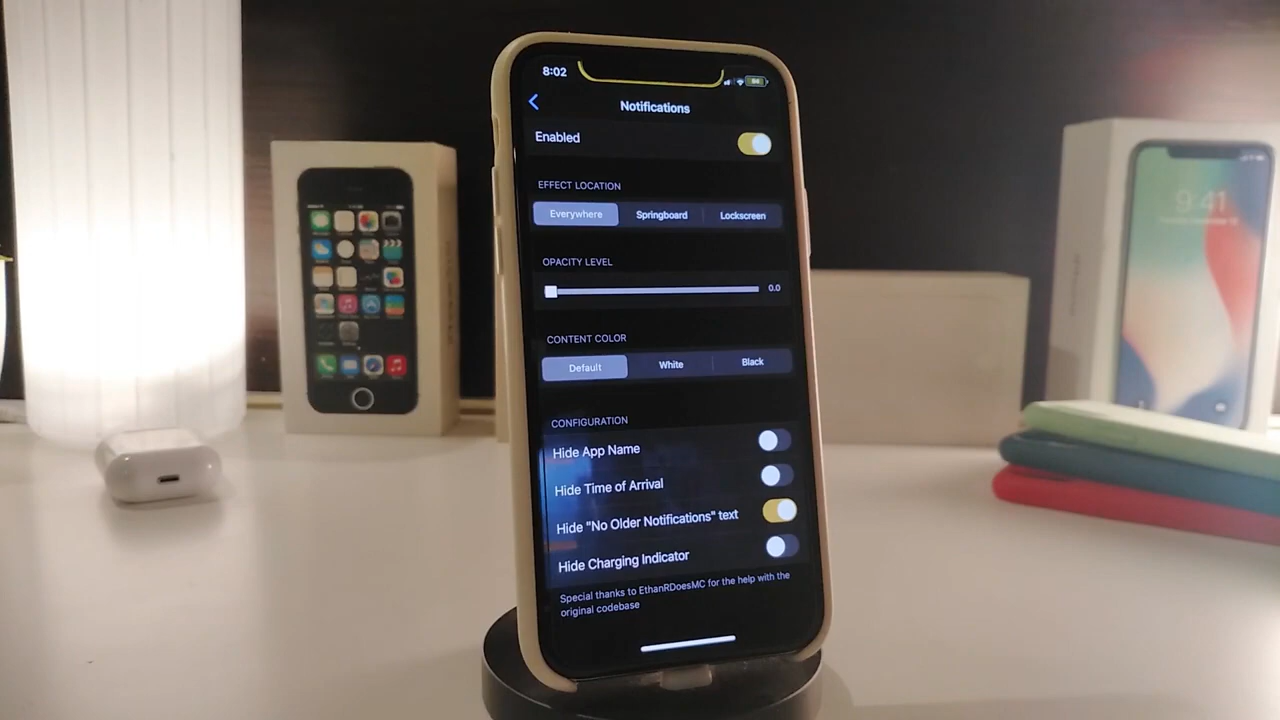 8:02
94
Notifications
Enabled
EFFECT LOCATION
Everywhere Springboard Lockscreen
OPACITY LEVEL
0.0
CONTENT COLOR
Default White Black
CONFIGURATION
Hide App Name
Hide Time of Arrival
Hide "No Older Notifications" text
Hide Charging Indicator
Special thanks to EthanRDoesMC for the help with the
original codebase
9:41